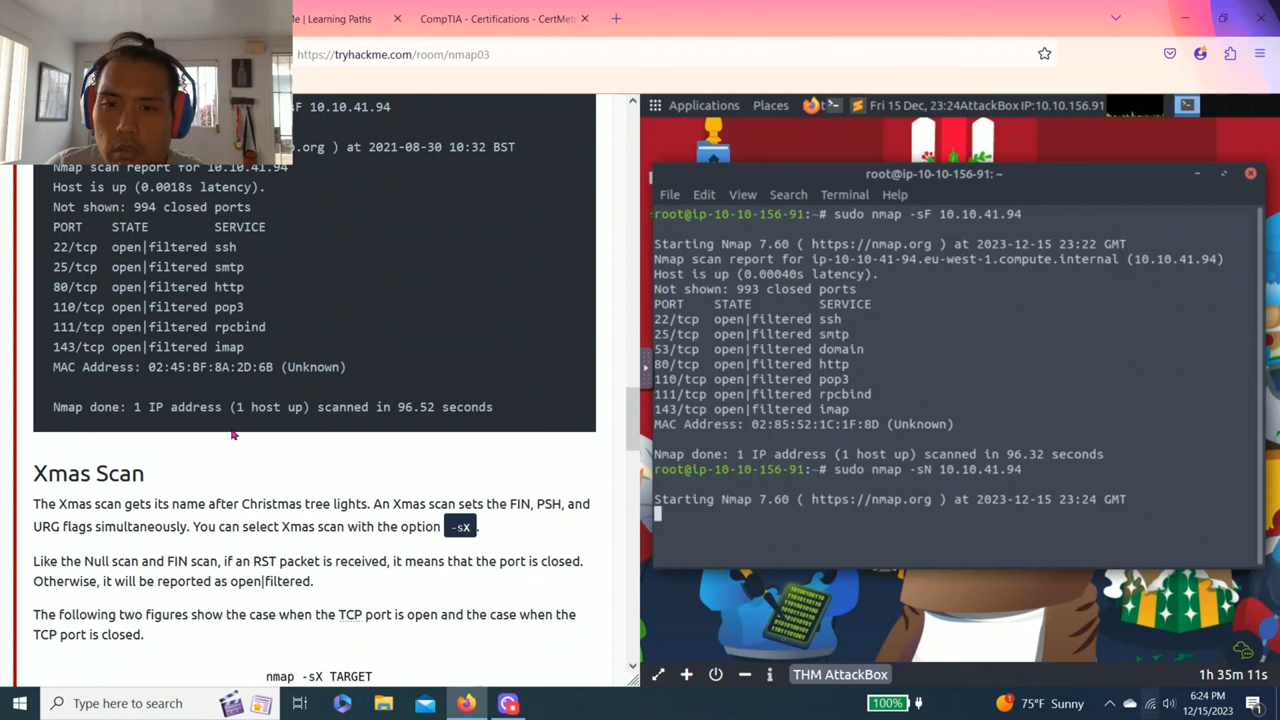 Me | Learning Paths
CompTIA - Certifications - CertMet
https://tryhackme.com/room/nmap03
sF 10.10.41.94
.org ) at 2021-08-30 10:32 BST
Nmap scan report for 10.10.41.94
Host is up (0.0018s latency).
Not shown: 994 closed ports
PORT STATE SERVICE
22/tcp open|filtered ssh
25/tcp open|filtered smtp
80/tcp open|filtered http
110/tcp open|filtered pop3
111/tcp open|filtered rpcbind
143/tcp open|filtered imap
MAC Address: 02:45:BF:8A:2D:6B (Unknown)
Nmap done: 1 IP address (1 host up) scanned in 96.52 seconds
Xmas Scan
The Xmas scan gets its name after Christmas tree lights. An Xmas scan sets the FIN, PSH, and
URG flags simultaneously. You can select Xmas scan with the option -sX .
Like the Null scan and FIN scan, if an RST packet is received, it means that the port is closed.
Otherwise, it will be reported as open|filtered.
The following two figures show the case when the TCP port is open and the case when the
TCP port is closed.
nmap -sX TARGET
Applications Places Fri 15 Dec, 23:24 AttackBox IP:10.10.156.91
root@ip-10-10-156-91: ~
File Edit View Search Terminal Help
root@ip-10-10-156-91:~# sudo nmap -sF 10.10.41.94
Starting Nmap 7.60 ( https://nmap.org ) at 2023-12-15 23:22 GMT
Nmap scan report for ip-10-10-41-94.eu-west-1.compute.internal (10.10.41.94)
Host is up (0.00040s latency).
Not shown: 993 closed ports
PORT STATE SERVICE
22/tcp open|filtered ssh
25/tcp open|filtered smtp
53/tcp open|filtered domain
80/tcp open|filtered http
110/tcp open|filtered pop3
111/tcp open|filtered rpcbind
143/tcp open|filtered imap
MAC Address: 02:85:52:1C:1F:8D (Unknown)
Nmap done: 1 IP address (1 host up) scanned in 96.32 seconds
root@ip-10-10-156-91:~# sudo nmap -sN 10.10.41.94
Starting Nmap 7.60 ( https://nmap.org ) at 2023-12-15 23:24 GMT
THM AttackBox
1h 35m 11s
Type here to search
100%
75°F Sunny
6:24 PM
12/15/2023
1